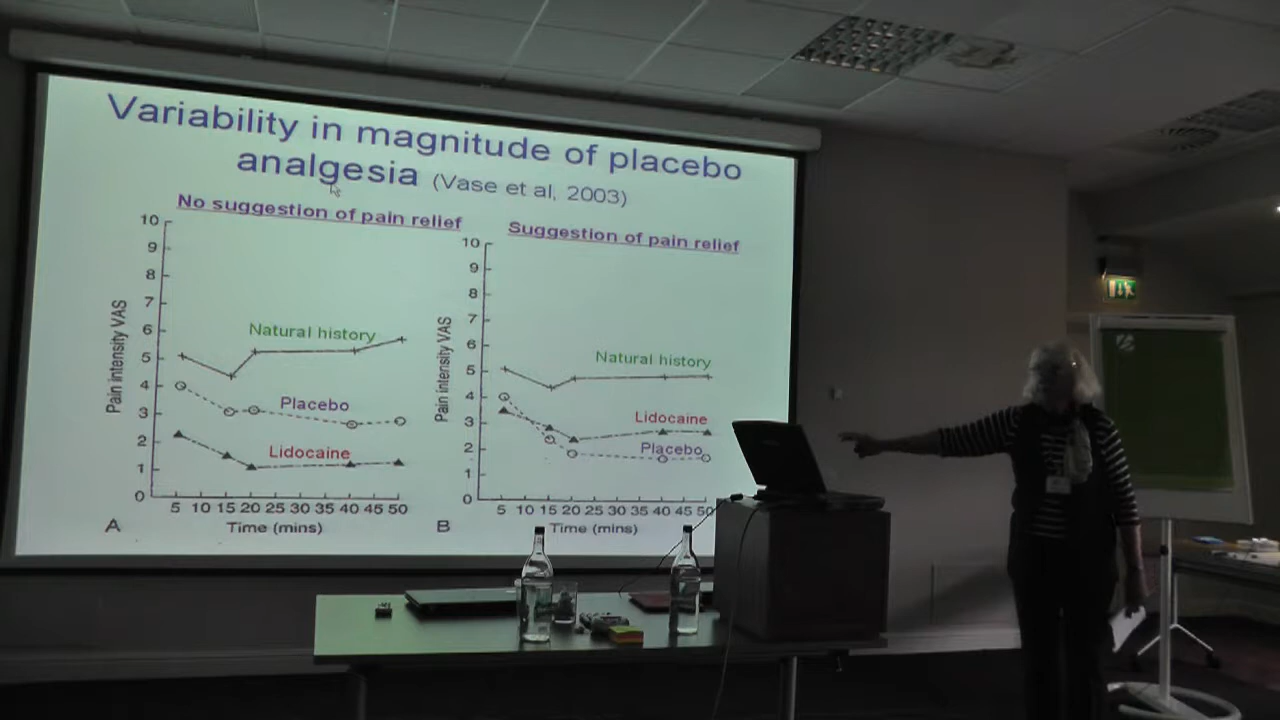 Variability in magnitude of placebo
analgesia (Vase et al, 2003)
No suggestion of pain relief
10
9
8
7
6
5
4
3
2
1
0
Pain intensity VAS
Natural history
Placebo
Lidocaine
5 10 15 20 25 30 35 40 45 50
A
Time (mins)
Suggestion of pain relief
10
9
8
7
6
5
4
3
2
1
0
Pain intensity VAS
Natural history
Lidocaine
Placebo
5 10 15 20 25 30 35 40 45 50
B
Time (mins)